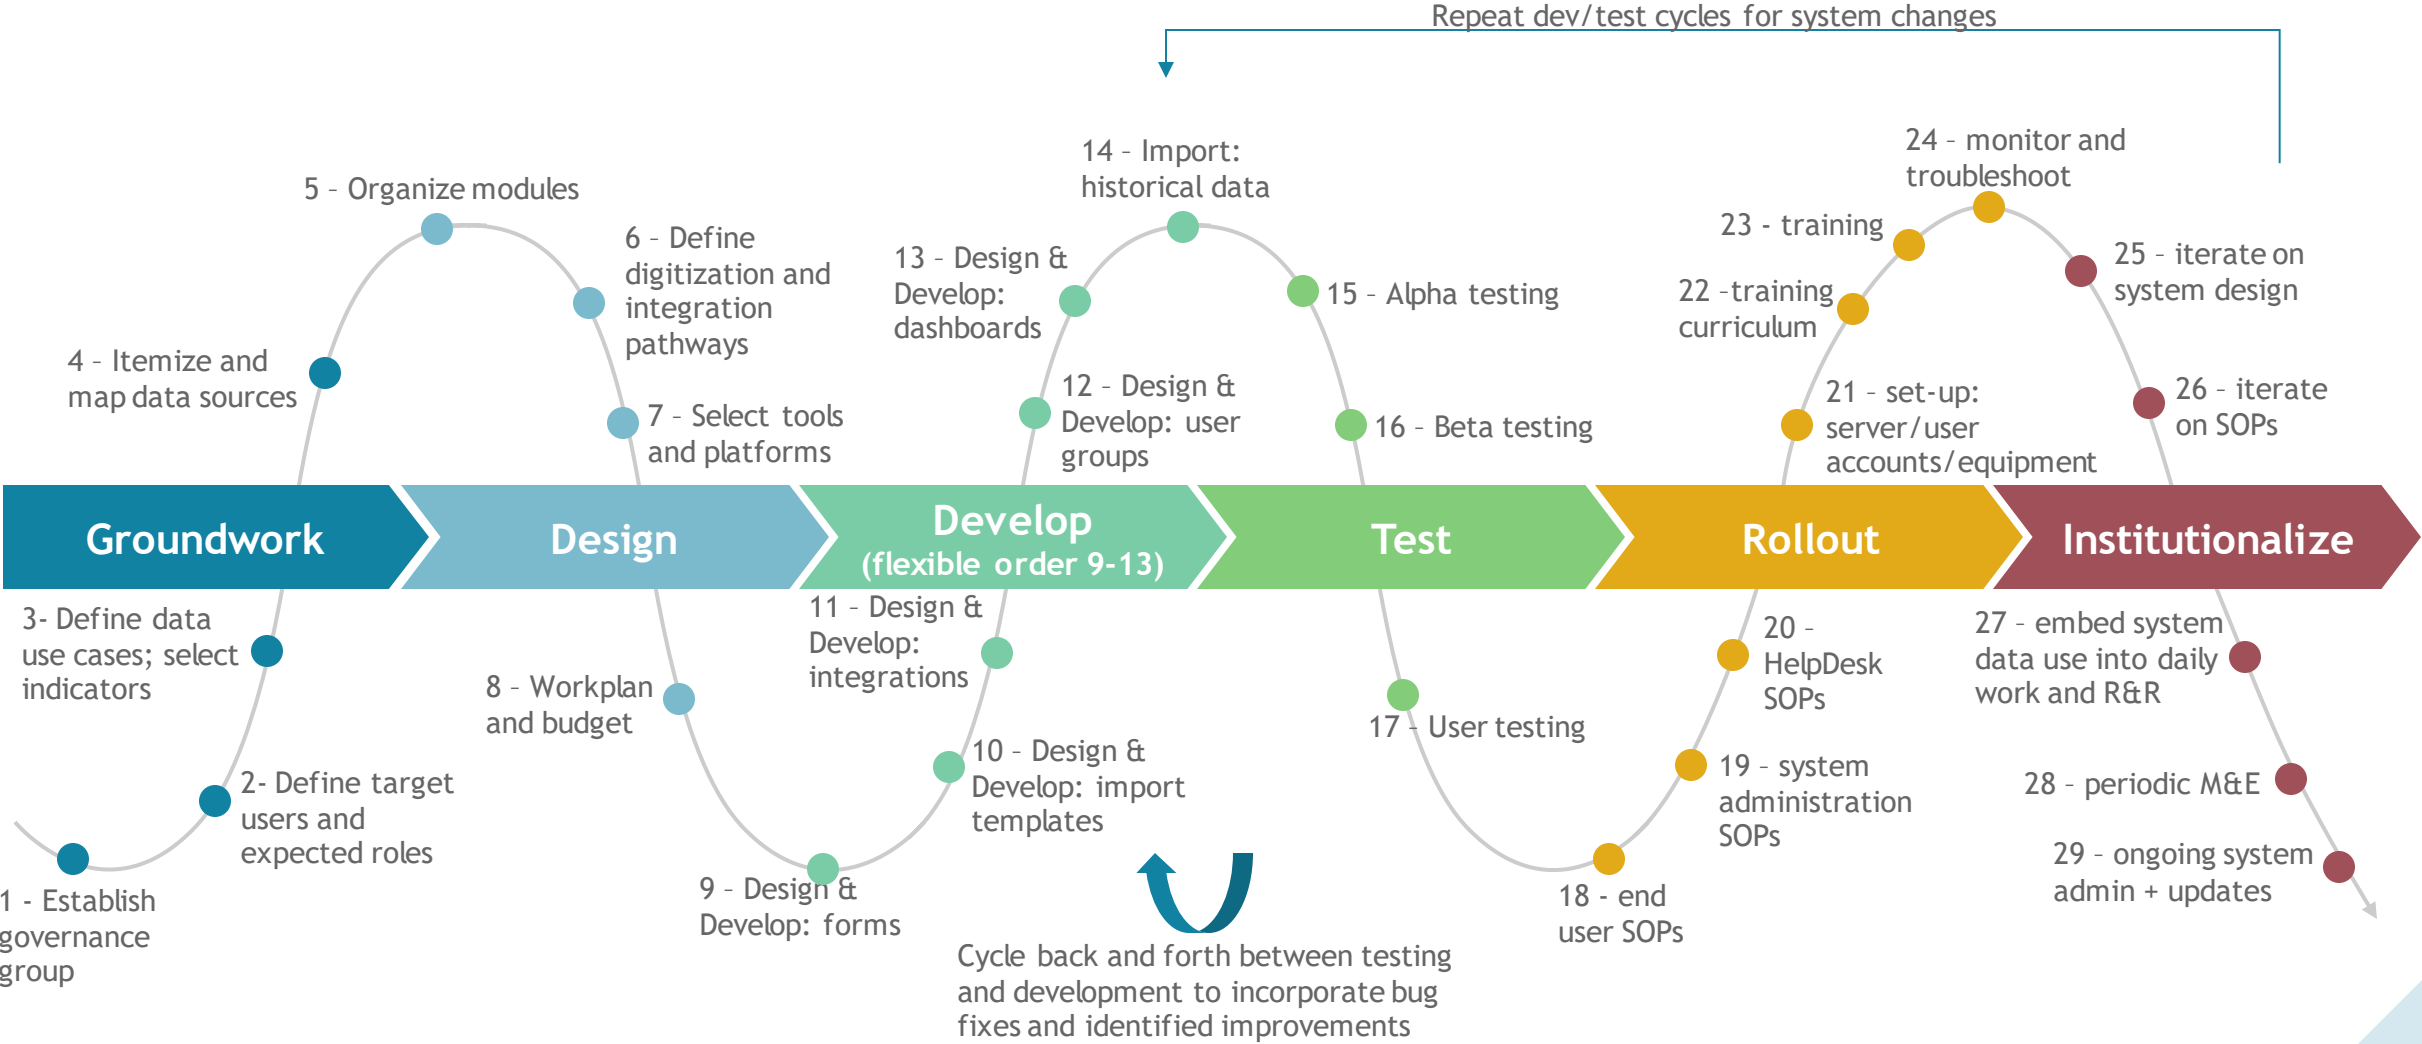 Repeat dev/test cycles for system changes
1 - Establish
governance
group
2- Define target
users and
expected roles
3- Define data
use cases; select
indicators
4 – Itemize and
map data sources
5 – Organize modules
6 – Define
digitization and
integration
pathways
7 – Select tools
and platforms
8 – Workplan
and budget
9 – Design &
Develop: forms
10 – Design &
Develop: import
templates
11 – Design &
Develop:
integrations
12 – Design &
Develop: user
groups
13 – Design &
Develop:
dashboards
14 – Import:
historical data
15 – Alpha testing
16 – Beta testing
17 – User testing
18 - end
user SOPs
19 – system
administration
SOPs
20 –
HelpDesk
SOPs
21 – set-up:
server/user
accounts/equipment
22 –training
curriculum
23 - training
24 – monitor and
troubleshoot
25 – iterate on
system design
26 – iterate
on SOPs
27 – embed system
data use into daily
work and R&R
28 – periodic M&E
29 – ongoing system
admin + updates
Groundwork
Design
Develop
(flexible order 9-13)
Test
Rollout
Institutionalize
Cycle back and forth between testing
and development to incorporate bug
fixes and identified improvements